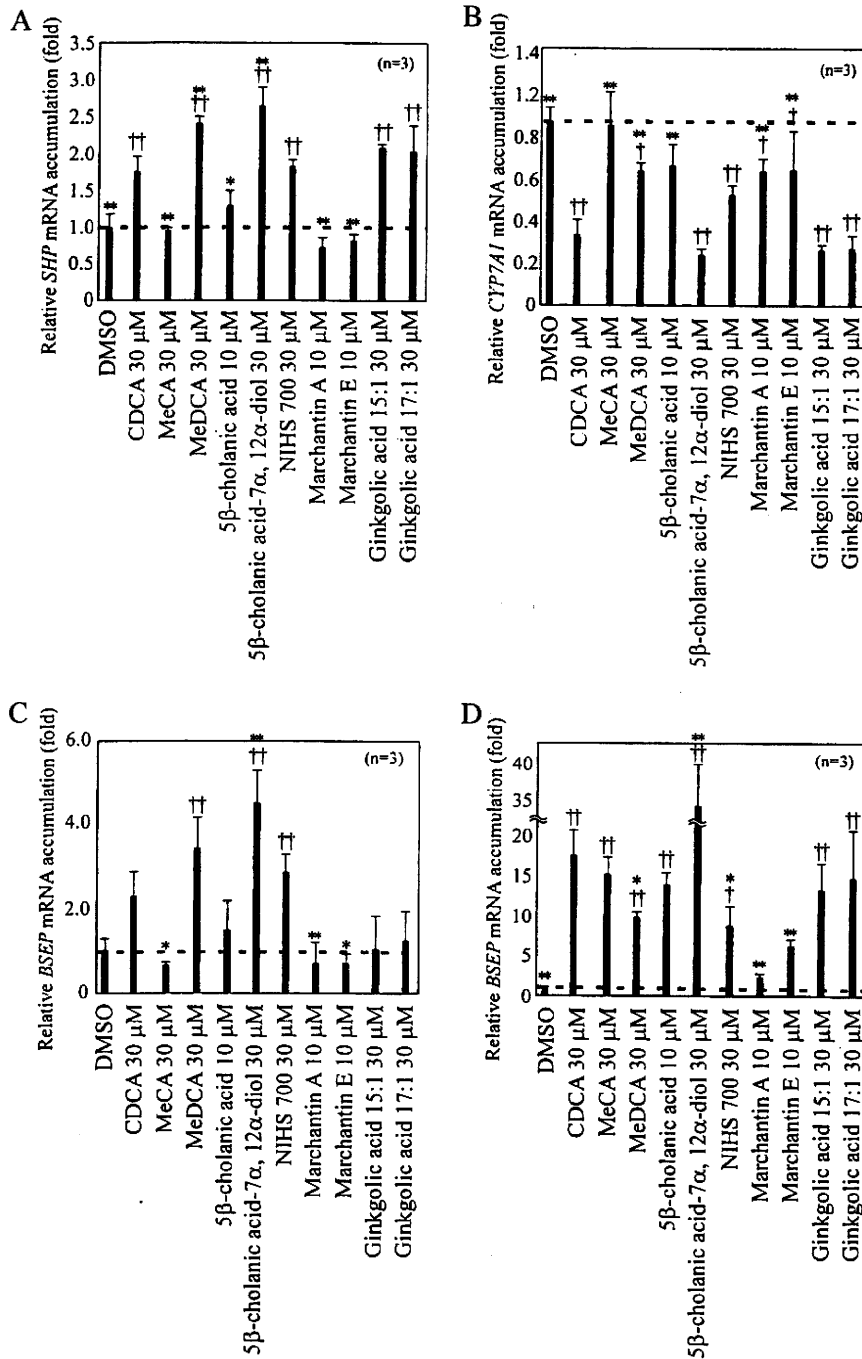 A
Relative SHP mRNA accumulation (fold)
3.5
3.0
2.5
2.0
1.5
1.0
0.5
0
(n=3)
** †† ** ** †† * ** †† †† ** ** †† ††
DMSO
CDCA 30 µM
MeCA 30 µM
MeDCA 30 µM
5β-cholanic acid 10 µM
5β-cholanic acid-7α, 12α-diol 30 µM
NIHS 700 30 µM
Marchantin A 10 µM
Marchantin E 10 µM
Ginkgolic acid 15:1 30 µM
Ginkgolic acid 17:1 30 µM
B
Relative CYP7A1 mRNA accumulation (fold)
1.4
1.2
0.8
0.6
0.4
0.2
0
(n=3)
** †† ** ** † ** †† †† ** † ** † †† ††
DMSO
CDCA 30 µM
MeCA 30 µM
MeDCA 30 µM
5β-cholanic acid 10 µM
5β-cholanic acid-7α, 12α-diol 30 µM
NIHS 700 30 µM
Marchantin A 10 µM
Marchantin E 10 µM
Ginkgolic acid 15:1 30 µM
Ginkgolic acid 17:1 30 µM
C
Relative BSEP mRNA accumulation (fold)
6.0
4.0
2.0
1.0
0
(n=3)
* †† ** †† †† ** *
DMSO
CDCA 30 µM
MeCA 30 µM
MeDCA 30 µM
5β-cholanic acid 10 µM
5β-cholanic acid-7α, 12α-diol 30 µM
NIHS 700 30 µM
Marchantin A 10 µM
Marchantin E 10 µM
Ginkgolic acid 15:1 30 µM
Ginkgolic acid 17:1 30 µM
D
Relative BSEP mRNA accumulation (fold)
40
35
20
15
10
5
0
(n=3)
** †† †† * †† †† ** †† * † ** ** †† ††
DMSO
CDCA 30 µM
MeCA 30 µM
MeDCA 30 µM
5β-cholanic acid 10 µM
5β-cholanic acid-7α, 12α-diol 30 µM
NIHS 700 30 µM
Marchantin A 10 µM
Marchantin E 10 µM
Ginkgolic acid 15:1 30 µM
Ginkgolic acid 17:1 30 µM